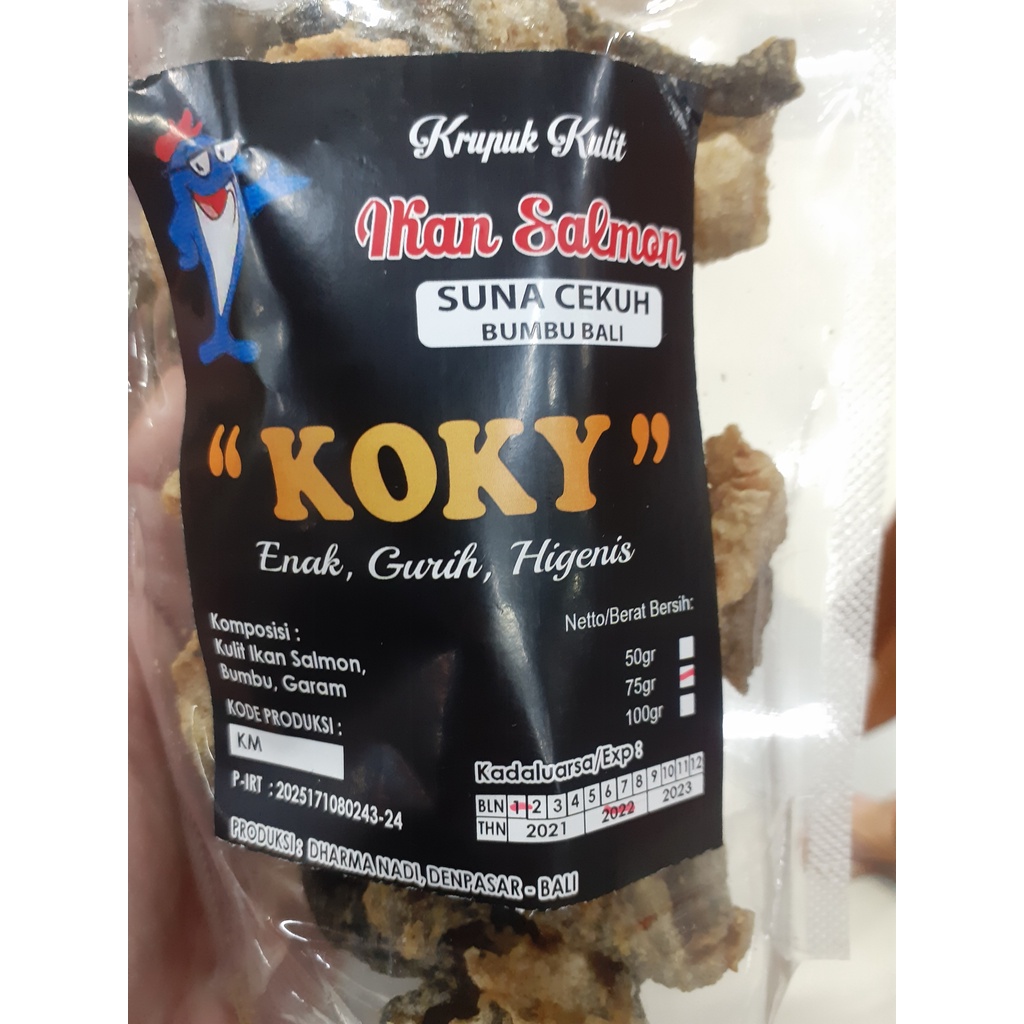 Krupuk Kulit
Ikan Salmon
SUNA CEKUH
BUMBU BALI
“KOKY”
Enak, Gurih, Higenis
Komposisi :
Kulit Ikan Salmon,
Bumbu, Garam
KODE PRODUKSI :
KM
P-IRT : 2025171080243-24
Netto/Berat Bersih:
50gr
75gr
100gr
Kadaluarsa/Exp :
BLN 1 2 3 4 5 6 7 8 9 10 11 12
THN 2021 2022 2023
PRODUKSI : DHARMA NADI, DENPASAR - BALI